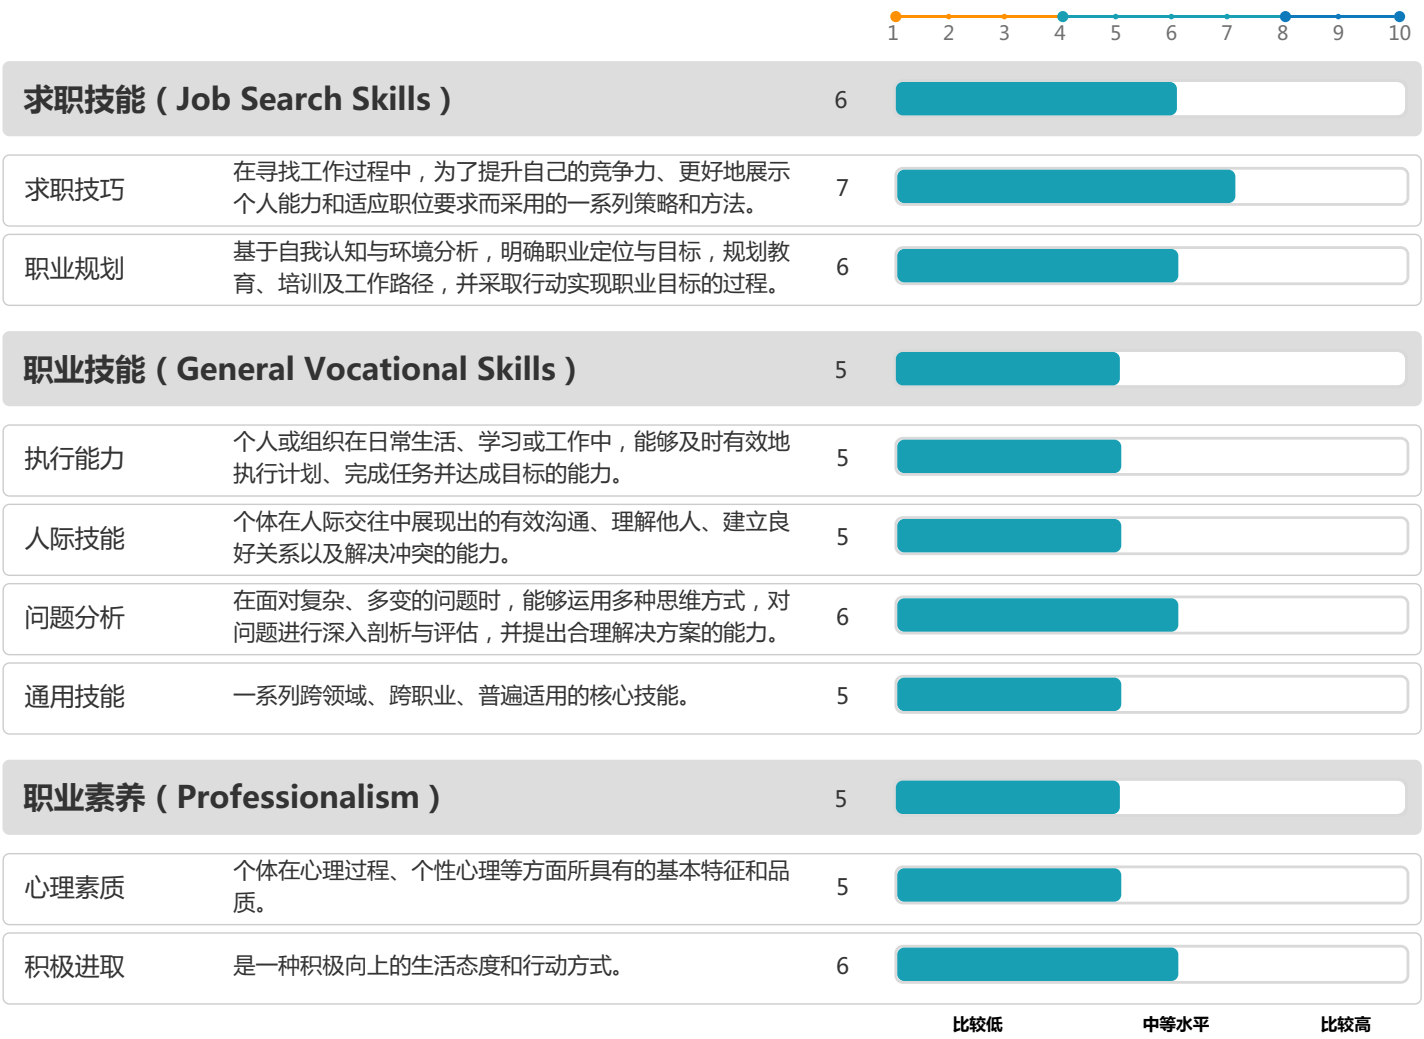 1 2 3 4 5 6 7 8 9 10
求职技能（Job Search Skills） 6
求职技巧 在寻找工作过程中，为了提升自己的竞争力、更好地展示 7
个人能力和适应职位要求而采用的一系列策略和方法。
职业规划 基于自我认知与环境分析，明确职业定位与目标，规划教 6
育、培训及工作路径，并采取行动实现职业目标的过程。
职业技能（General Vocational Skills） 5
执行能力 个人或组织在日常生活、学习或工作中，能够及时有效地 5
执行计划、完成任务并达成目标的能力。
人际技能 个体在人际交往中展现出的有效沟通、理解他人、建立良 5
好关系以及解决冲突的能力。
问题分析 在面对复杂、多变的问题时，能够运用多种思维方式，对 6
问题进行深入剖析与评估，并提出合理解决方案的能力。
通用技能 一系列跨领域、跨职业、普遍适用的核心技能。 5
职业素养（Professionalism） 5
心理素质 个体在心理过程、个性心理等方面所具有的基本特征和品 5
质。
积极进取 是一种积极向上的生活态度和行动方式。 6
比较低 中等水平 比较高